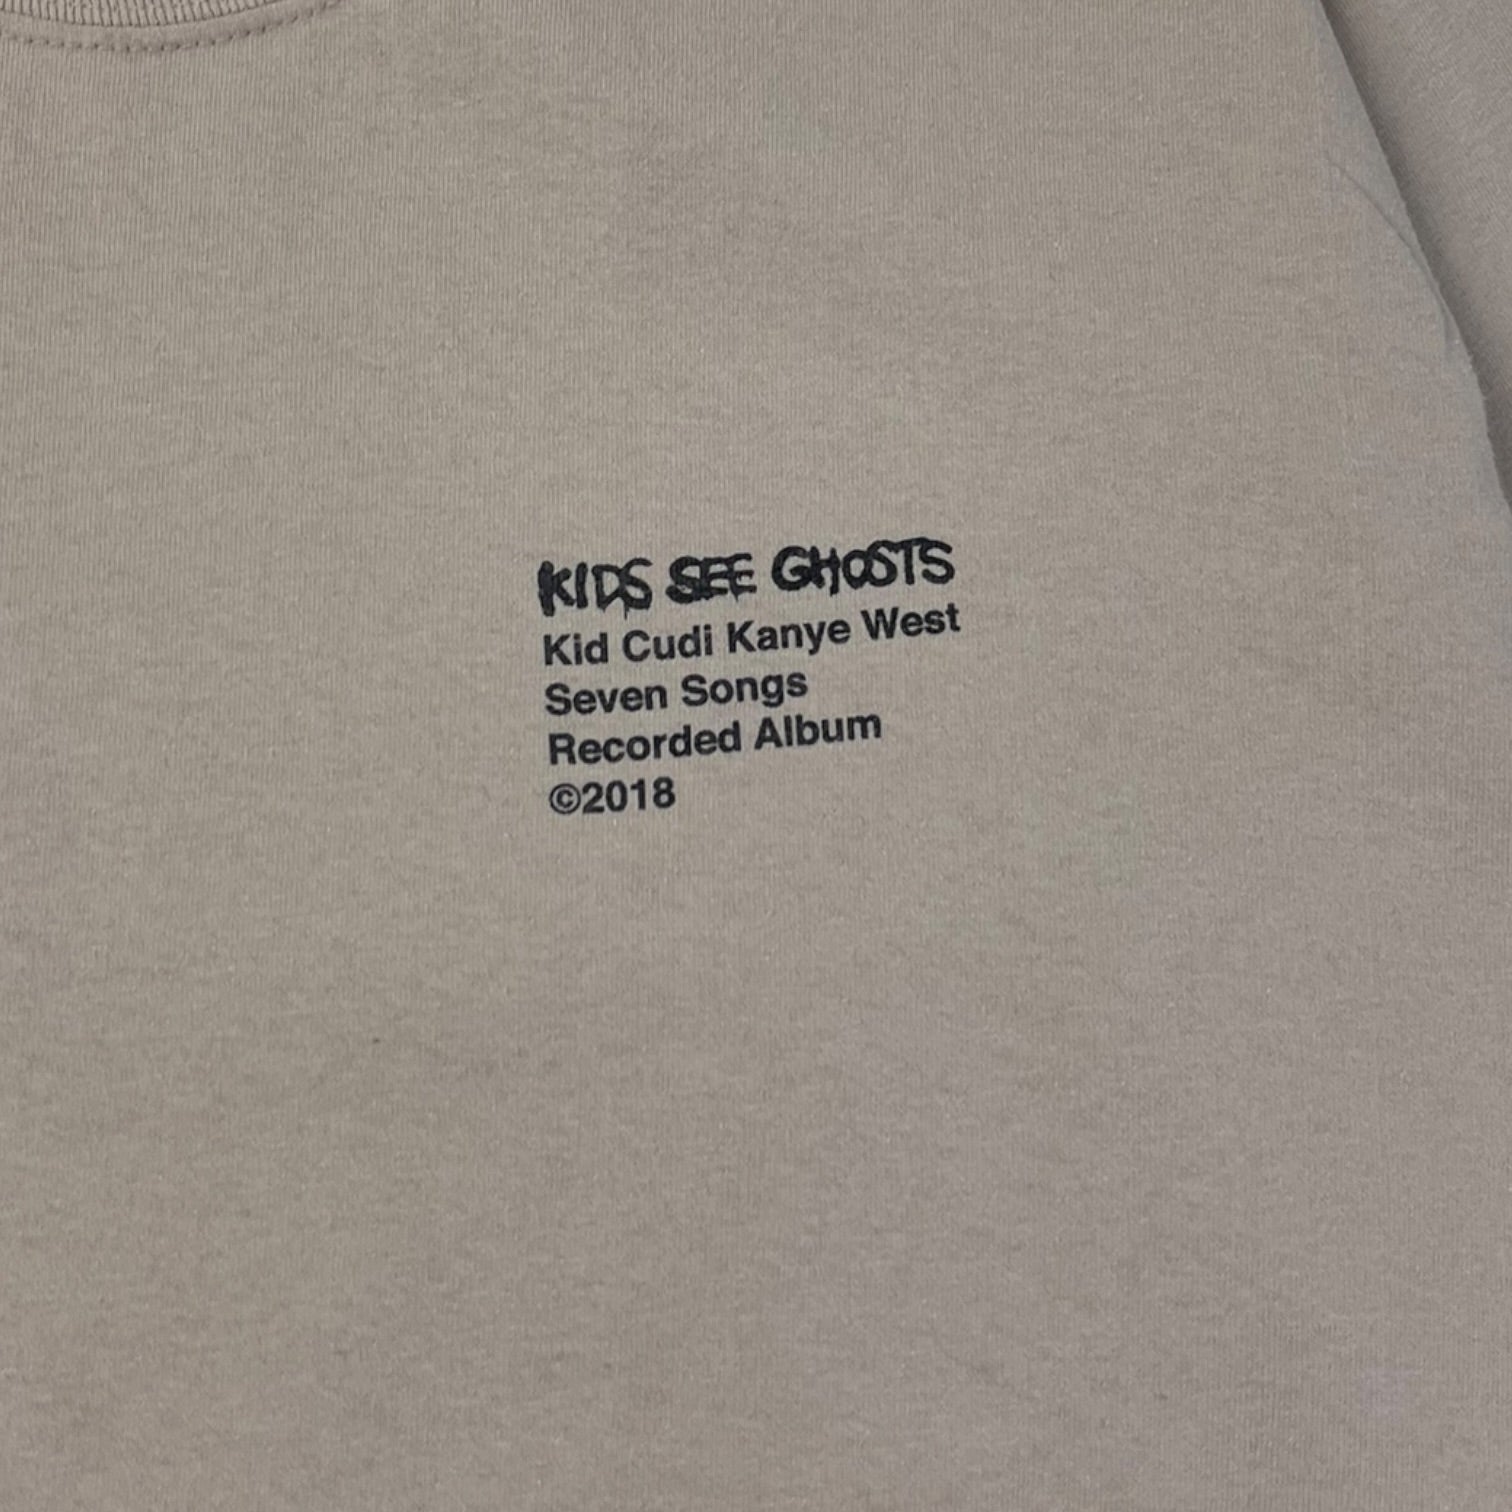 KIDS SEE GHOSTS
Kid Cudi Kanye West
Seven Songs
Recorded Album
©2018